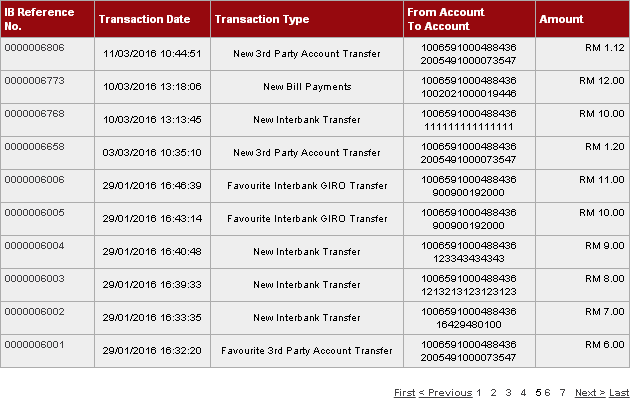 IB Reference No. Transaction Date Transaction Type From Account To Account Amount
0000006806 11/03/2016 10:44:51 New 3rd Party Account Transfer 1006591000488436 RM 1.12
2005491000073547
0000006773 10/03/2016 13:18:06 New Bill Payments 1006591000488436 RM 12.00
1002021000019446
0000006768 10/03/2016 13:13:45 New Interbank Transfer 1006591000488436 RM 10.00
111111111111111
0000006658 03/03/2016 10:35:10 New 3rd Party Account Transfer 1006591000488436 RM 1.20
2005491000073547
0000006006 29/01/2016 16:46:39 Favourite Interbank GIRO Transfer 1006591000488436 RM 11.00
900900192000
0000006005 29/01/2016 16:43:14 Favourite Interbank GIRO Transfer 1006591000488436 RM 10.00
900900192000
0000006004 29/01/2016 16:40:48 New Interbank Transfer 1006591000488436 RM 9.00
123343434343
0000006003 29/01/2016 16:39:33 New Interbank Transfer 1006591000488436 RM 8.00
1213213123123123
0000006002 29/01/2016 16:33:35 New Interbank Transfer 1006591000488436 RM 7.00
16429480100
0000006001 29/01/2016 16:32:20 Favourite 3rd Party Account Transfer 1006591000488436 RM 6.00
2005491000073547
First < Previous 1 2 3 4 5 6 7 Next > Last